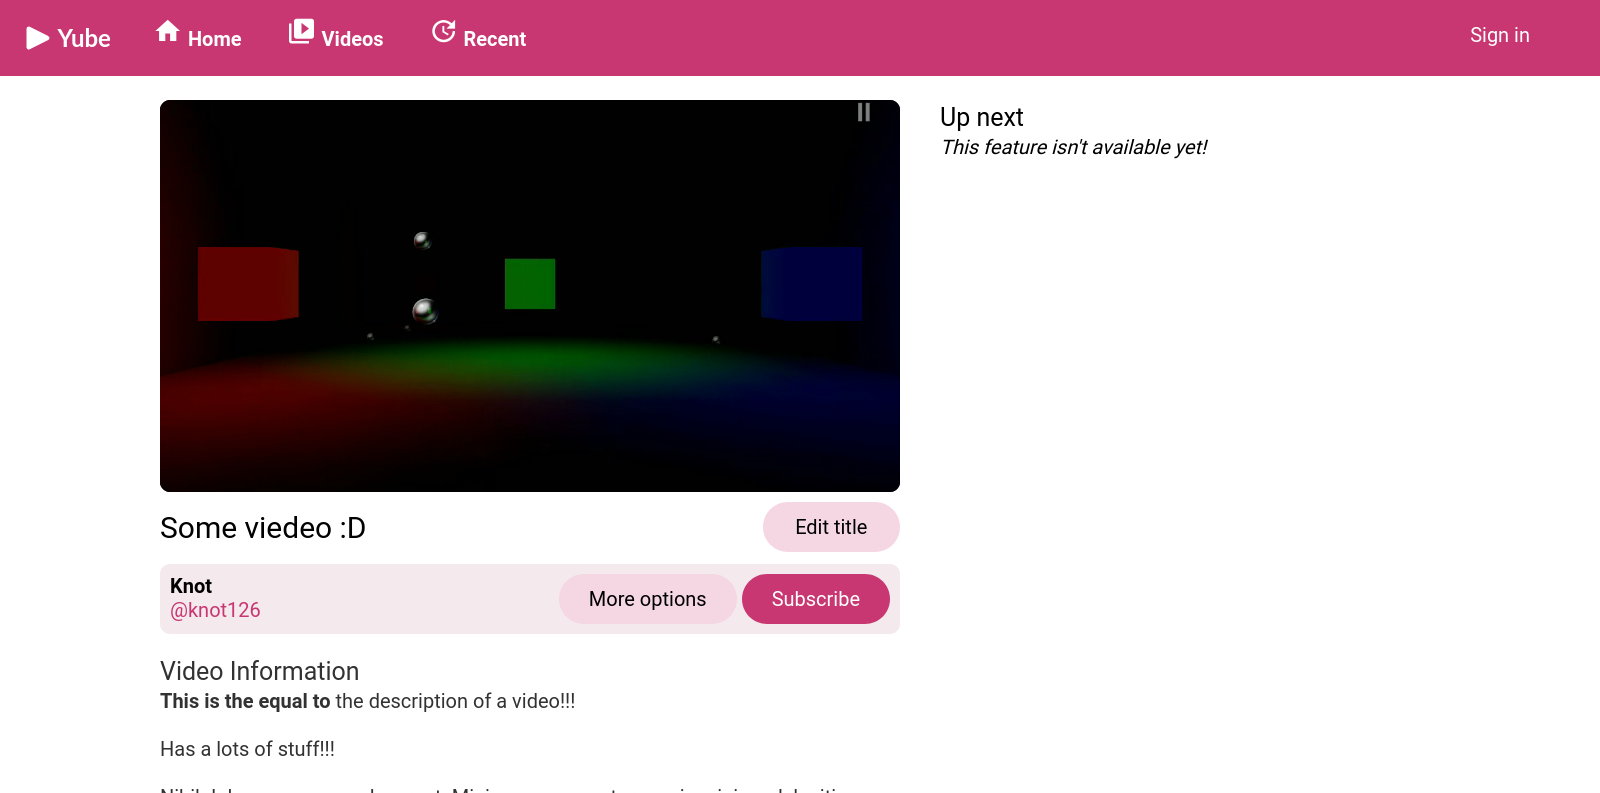 Yube Home Videos Recent Sign in
Up next
This feature isn't available yet!
Some viedeo :D Edit title
Knot
@knot126
More options Subscribe
Video Information
This is the equal to the description of a video!!!
Has a lots of stuff!!!